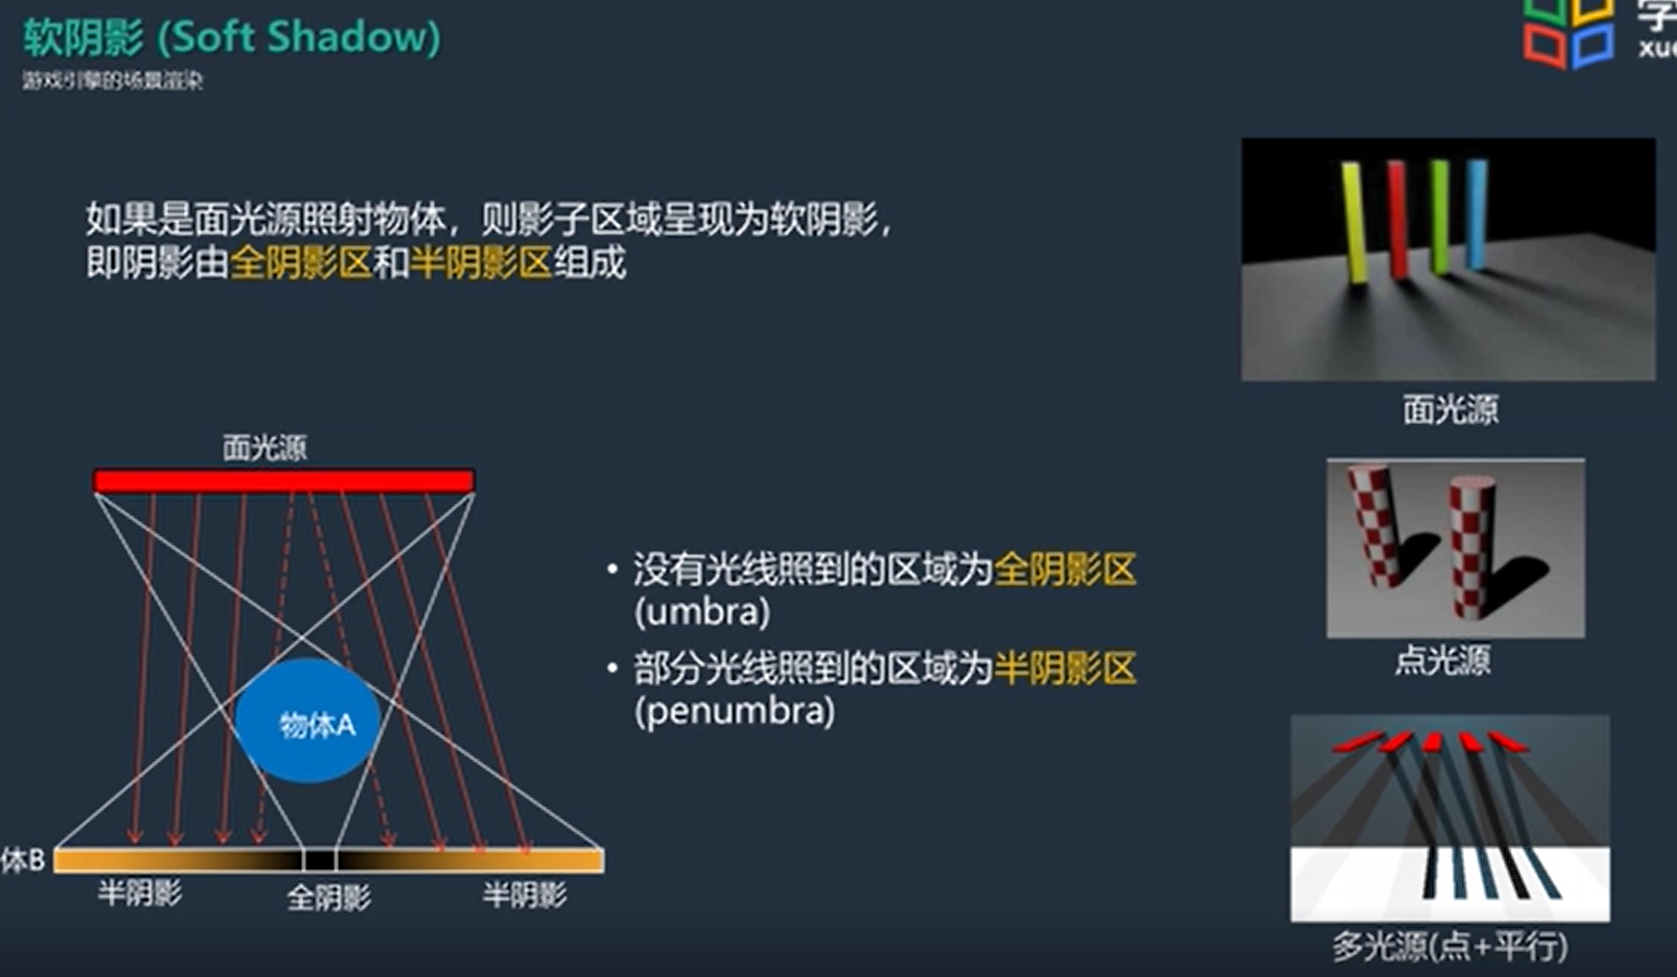 软阴影 (Soft Shadow)
游戏引擎的场景渲染
如果是面光源照射物体，则影子区域呈现为软阴影，
即阴影由全阴影区和半阴影区组成
面光源
物体A
体B
半阴影
全阴影
半阴影
• 没有光线照到的区域为全阴影区
(umbra)
• 部分光线照到的区域为半阴影区
(penumbra)
面光源
点光源
多光源(点+平行)
xue